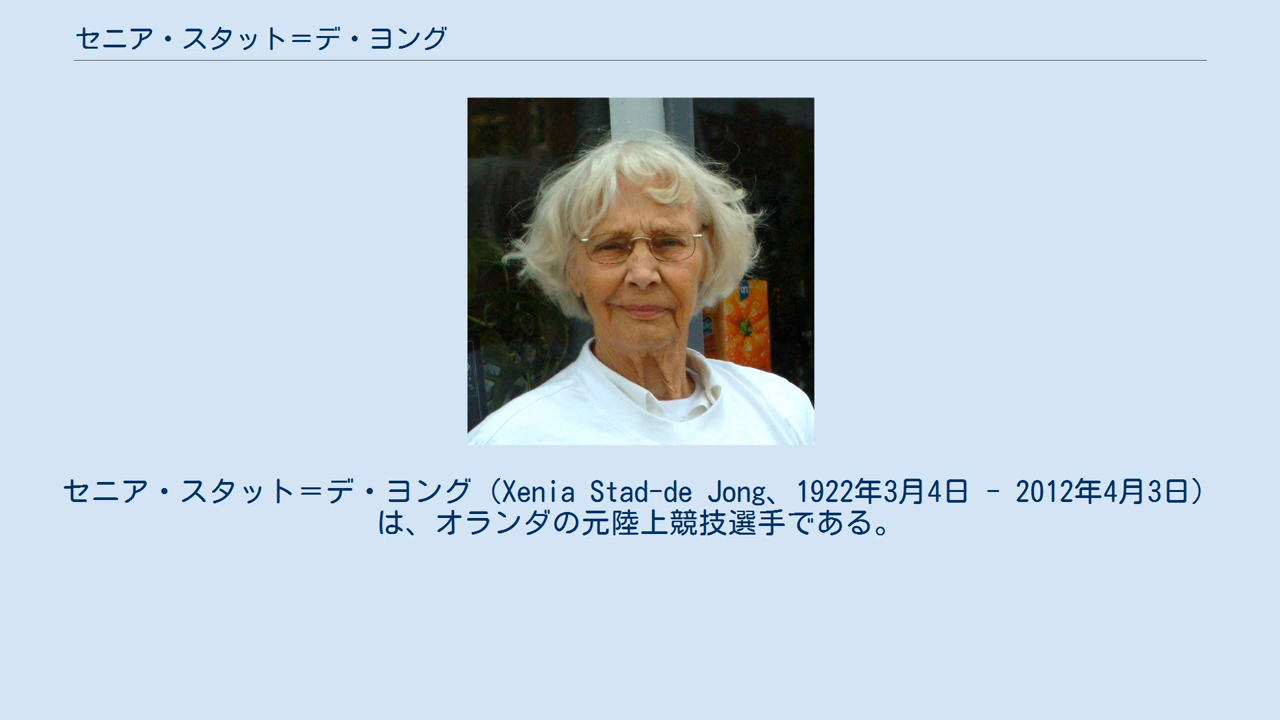 セニア・スタット＝デ・ヨング
セニア・スタット＝デ・ヨング（Xenia Stad-de Jong、1922年3月4日 - 2012年4月3日）
は、オランダの元陸上競技選手である。